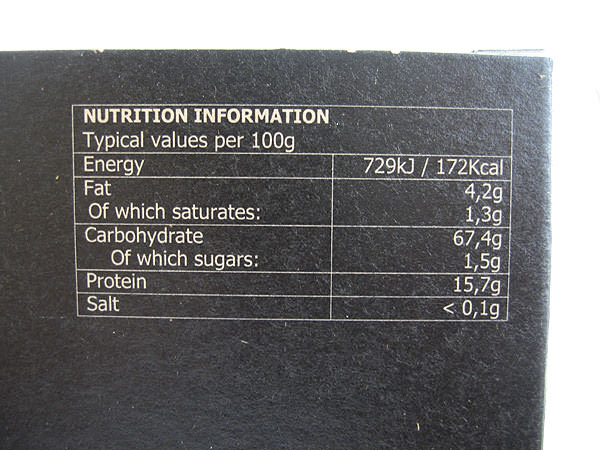 NUTRITION INFORMATION
Typical values per 100g
Energy 729kJ / 172Kcal
Fat 4,2g
Of which saturates: 1,3g
Carbohydrate 67,4g
Of which sugars: 1,5g
Protein 15,7g
Salt < 0,1g